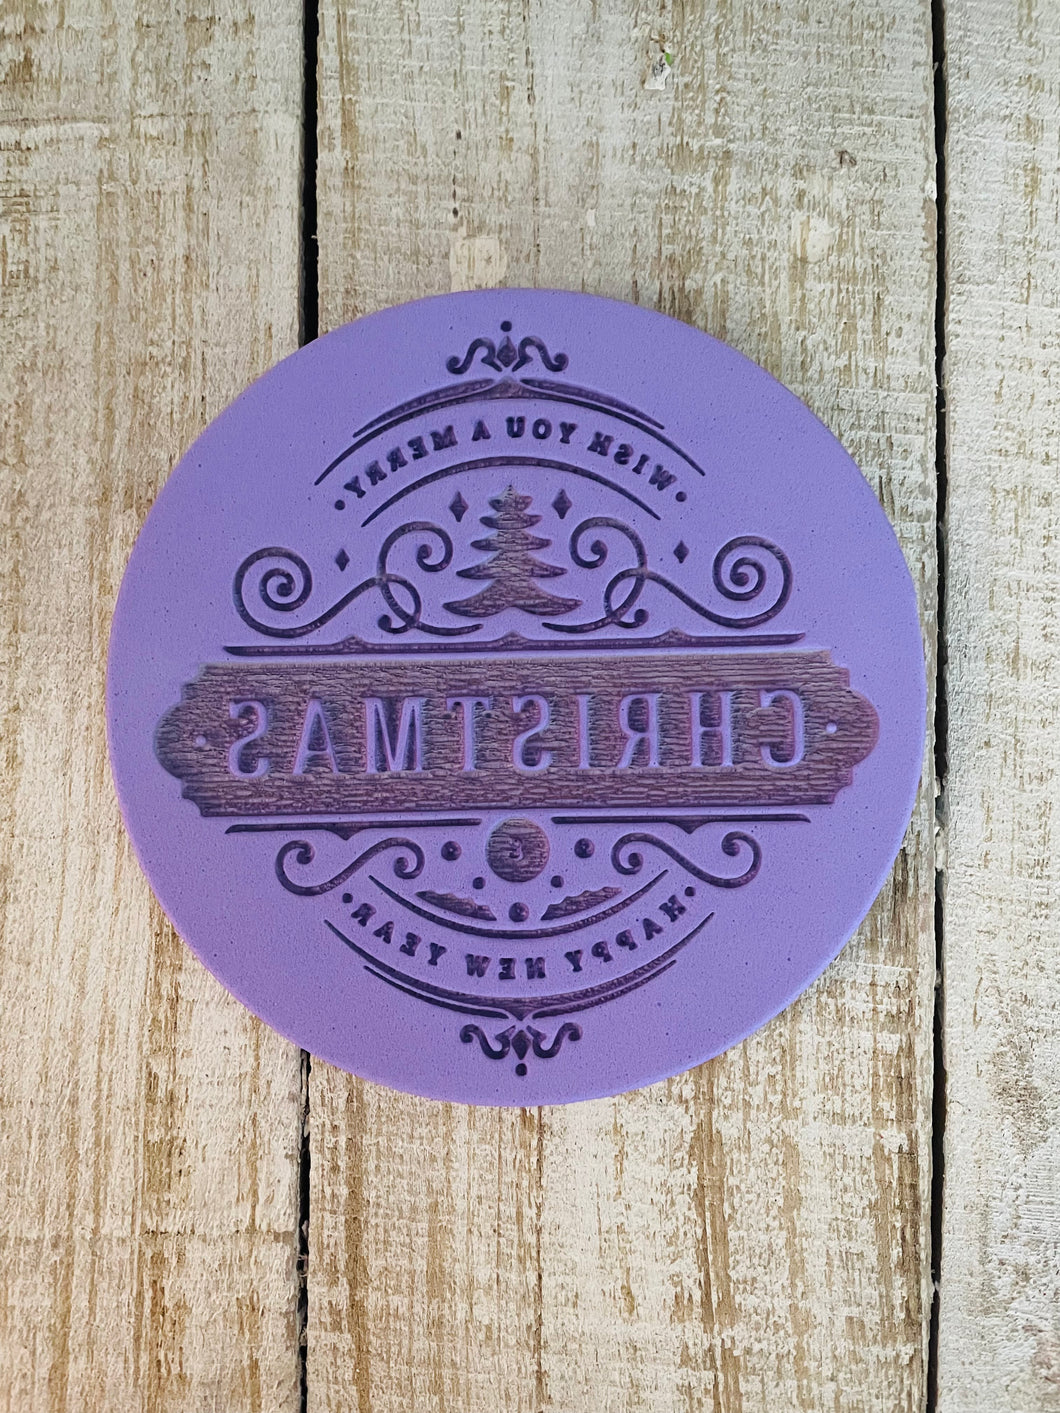 •WISH YOU A MERRY•
CHRISTMAS
•HAPPY NEW YEAR•